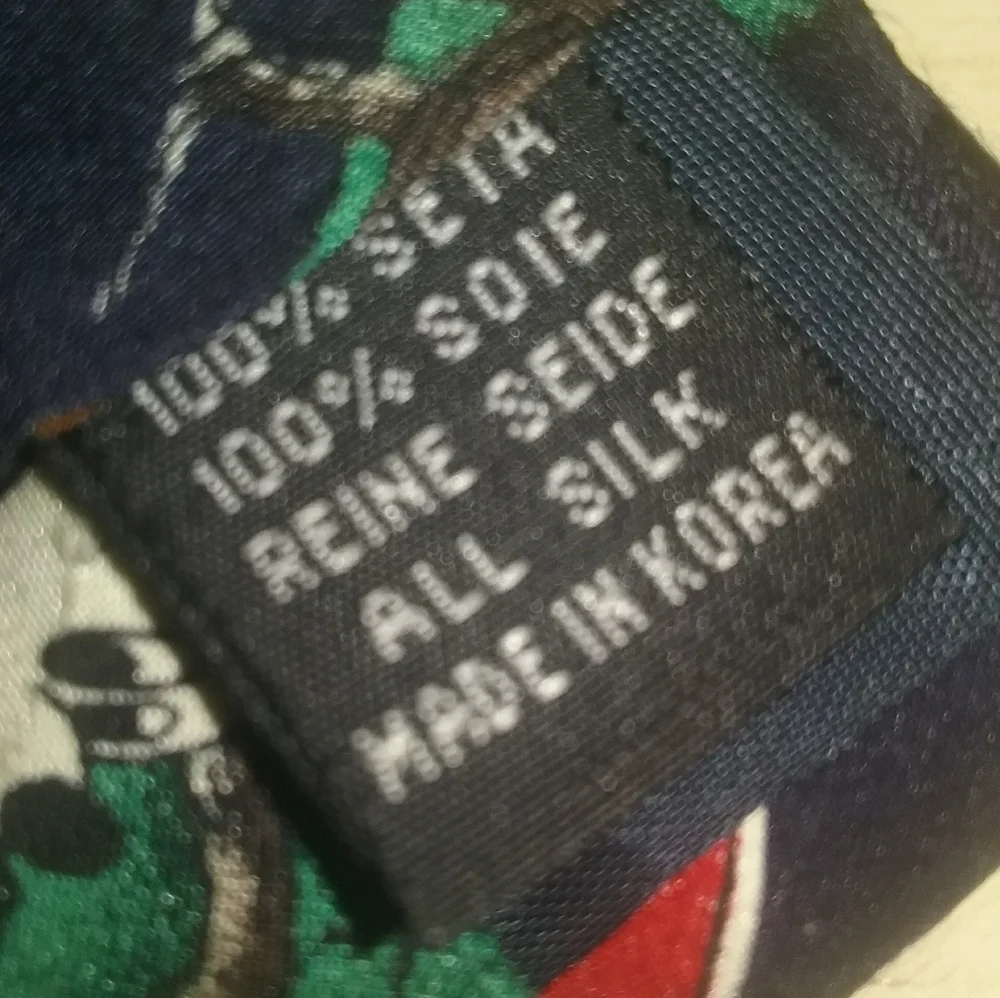 100% SETA
100% SOIE
REINE SEIDE
ALL SILK
MADE IN KOREA